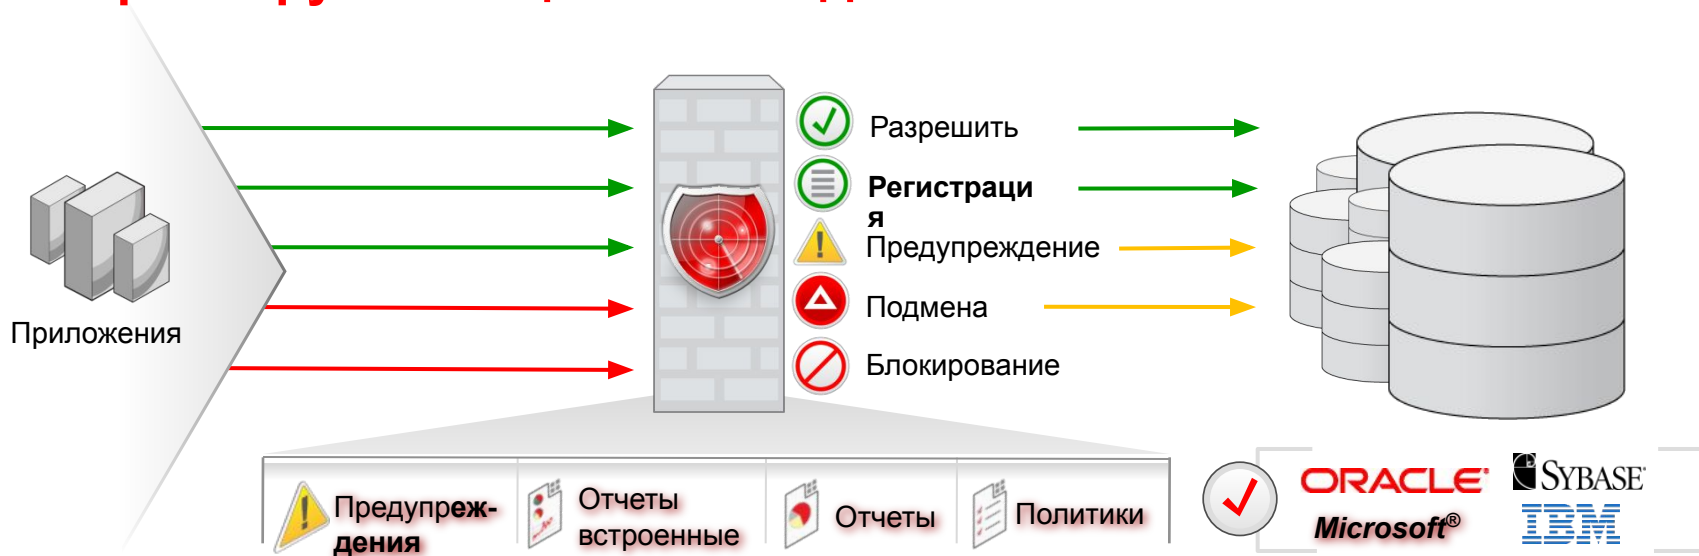 Приложения
Разрешить
Регистраци
я
Предупреждение
Подмена
Блокирование
Предупреж-
дения
Отчеты
встроенные
Отчеты
Политики
ORACLE
SYBASE
Microsoft®
IBM